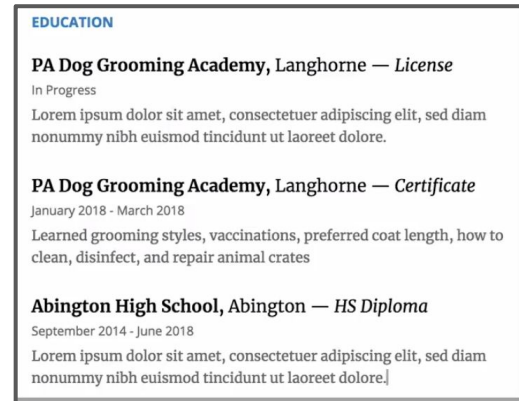 EDUCATION
PA Dog Grooming Academy, Langhorne — License
In Progress
Lorem ipsum dolor sit amet, consectetuer adipiscing elit, sed diam
nonummy nibh euismod tincidunt ut laoreet dolore.
PA Dog Grooming Academy, Langhorne — Certificate
January 2018 - March 2018
Learned grooming styles, vaccinations, preferred coat length, how to
clean, disinfect, and repair animal crates
Abington High School, Abington — HS Diploma
September 2014 - June 2018
Lorem ipsum dolor sit amet, consectetuer adipiscing elit, sed diam
nonummy nibh euismod tincidunt ut laoreet dolore.